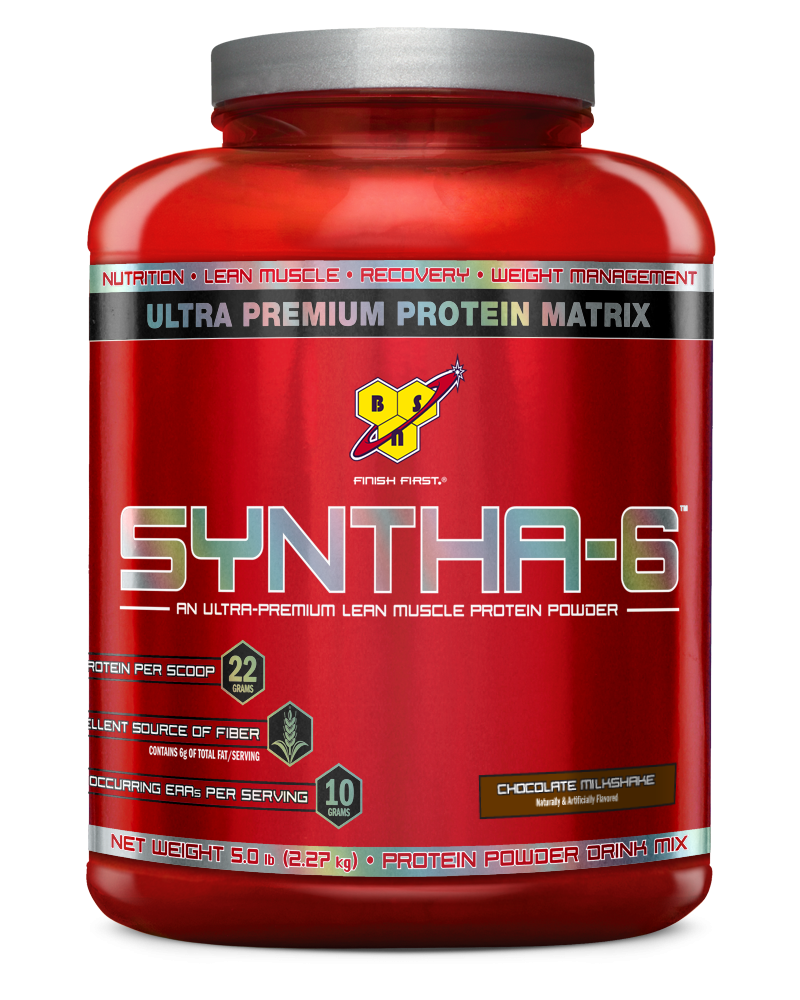 NUTRITION • LEAN MUSCLE • RECOVERY • WEIGHT MANAGEMENT
ULTRA PREMIUM PROTEIN MATRIX
B S
n
FINISH FIRST.®
SYNTHA-6™
AN ULTRA-PREMIUM LEAN MUSCLE PROTEIN POWDER
ROTEIN PER SCOOP 22 GRAMS
ELLENT SOURCE OF FIBER
CONTAINS 6g OF TOTAL FAT/SERVING
OCCURRING EAAs PER SERVING 10 GRAMS
CHOCOLATE MILKSHAKE
Naturally & Artificially Flavored
NET WEIGHT 5.0 lb (2.27 kg) • PROTEIN POWDER DRINK MIX